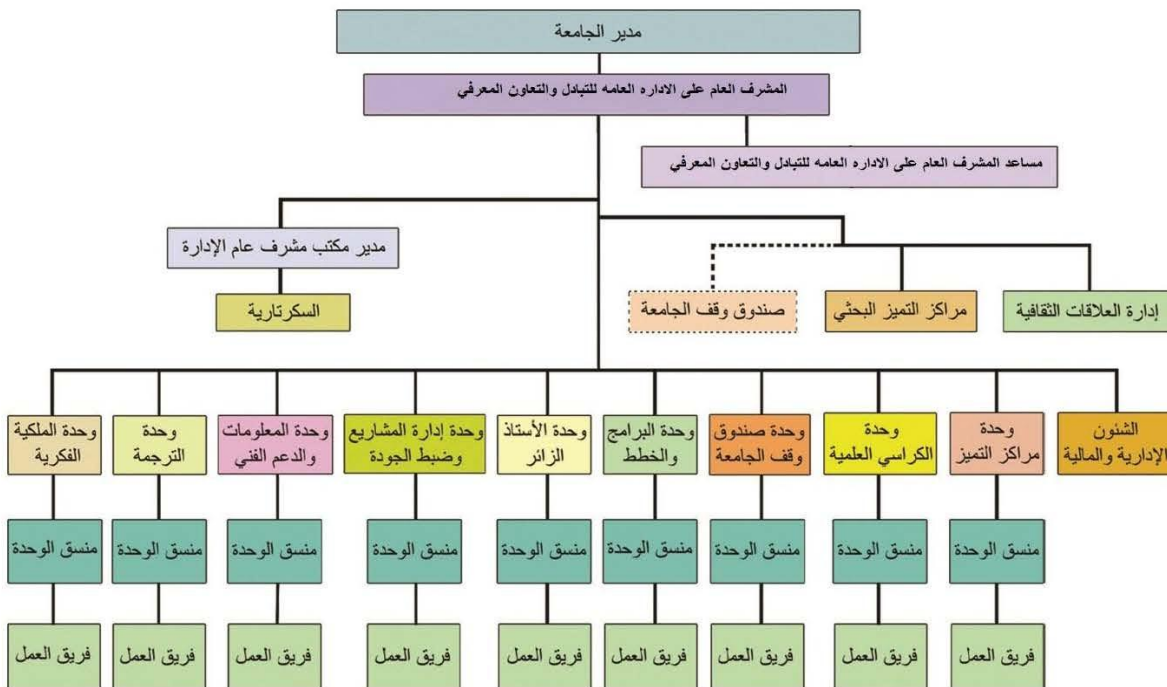 مدير الجامعة
المشرف العام على الاداره العامه للتبادل والتعاون المعرفي
مساعد المشرف العام على الاداره العامه للتبادل والتعاون المعرفي
مدير مكتب مشرف عام الإدارة
السكرتارية
إدارة العلاقات الثقافية
مراكز التميز البحثي
صندوق وقف الجامعة
الشئون
الإدارية والمالية
وحدة
مراكز التميز
وحدة
الكراسي العلمية
وحدة صندوق
وقف الجامعة
وحدة البرامج
والخطط
وحدة الأستاذ
الزائر
وحدة إدارة المشاريع
وضبط الجودة
وحدة المعلومات
والدعم الفني
وحدة
الترجمة
وحدة الملكية
الفكرية
منسق الوحدة
منسق الوحدة
منسق الوحدة
منسق الوحدة
منسق الوحدة
منسق الوحدة
منسق الوحدة
منسق الوحدة
منسق الوحدة
فريق العمل
فريق العمل
فريق العمل
فريق العمل
فريق العمل
فريق العمل
فريق العمل
فريق العمل
فريق العمل